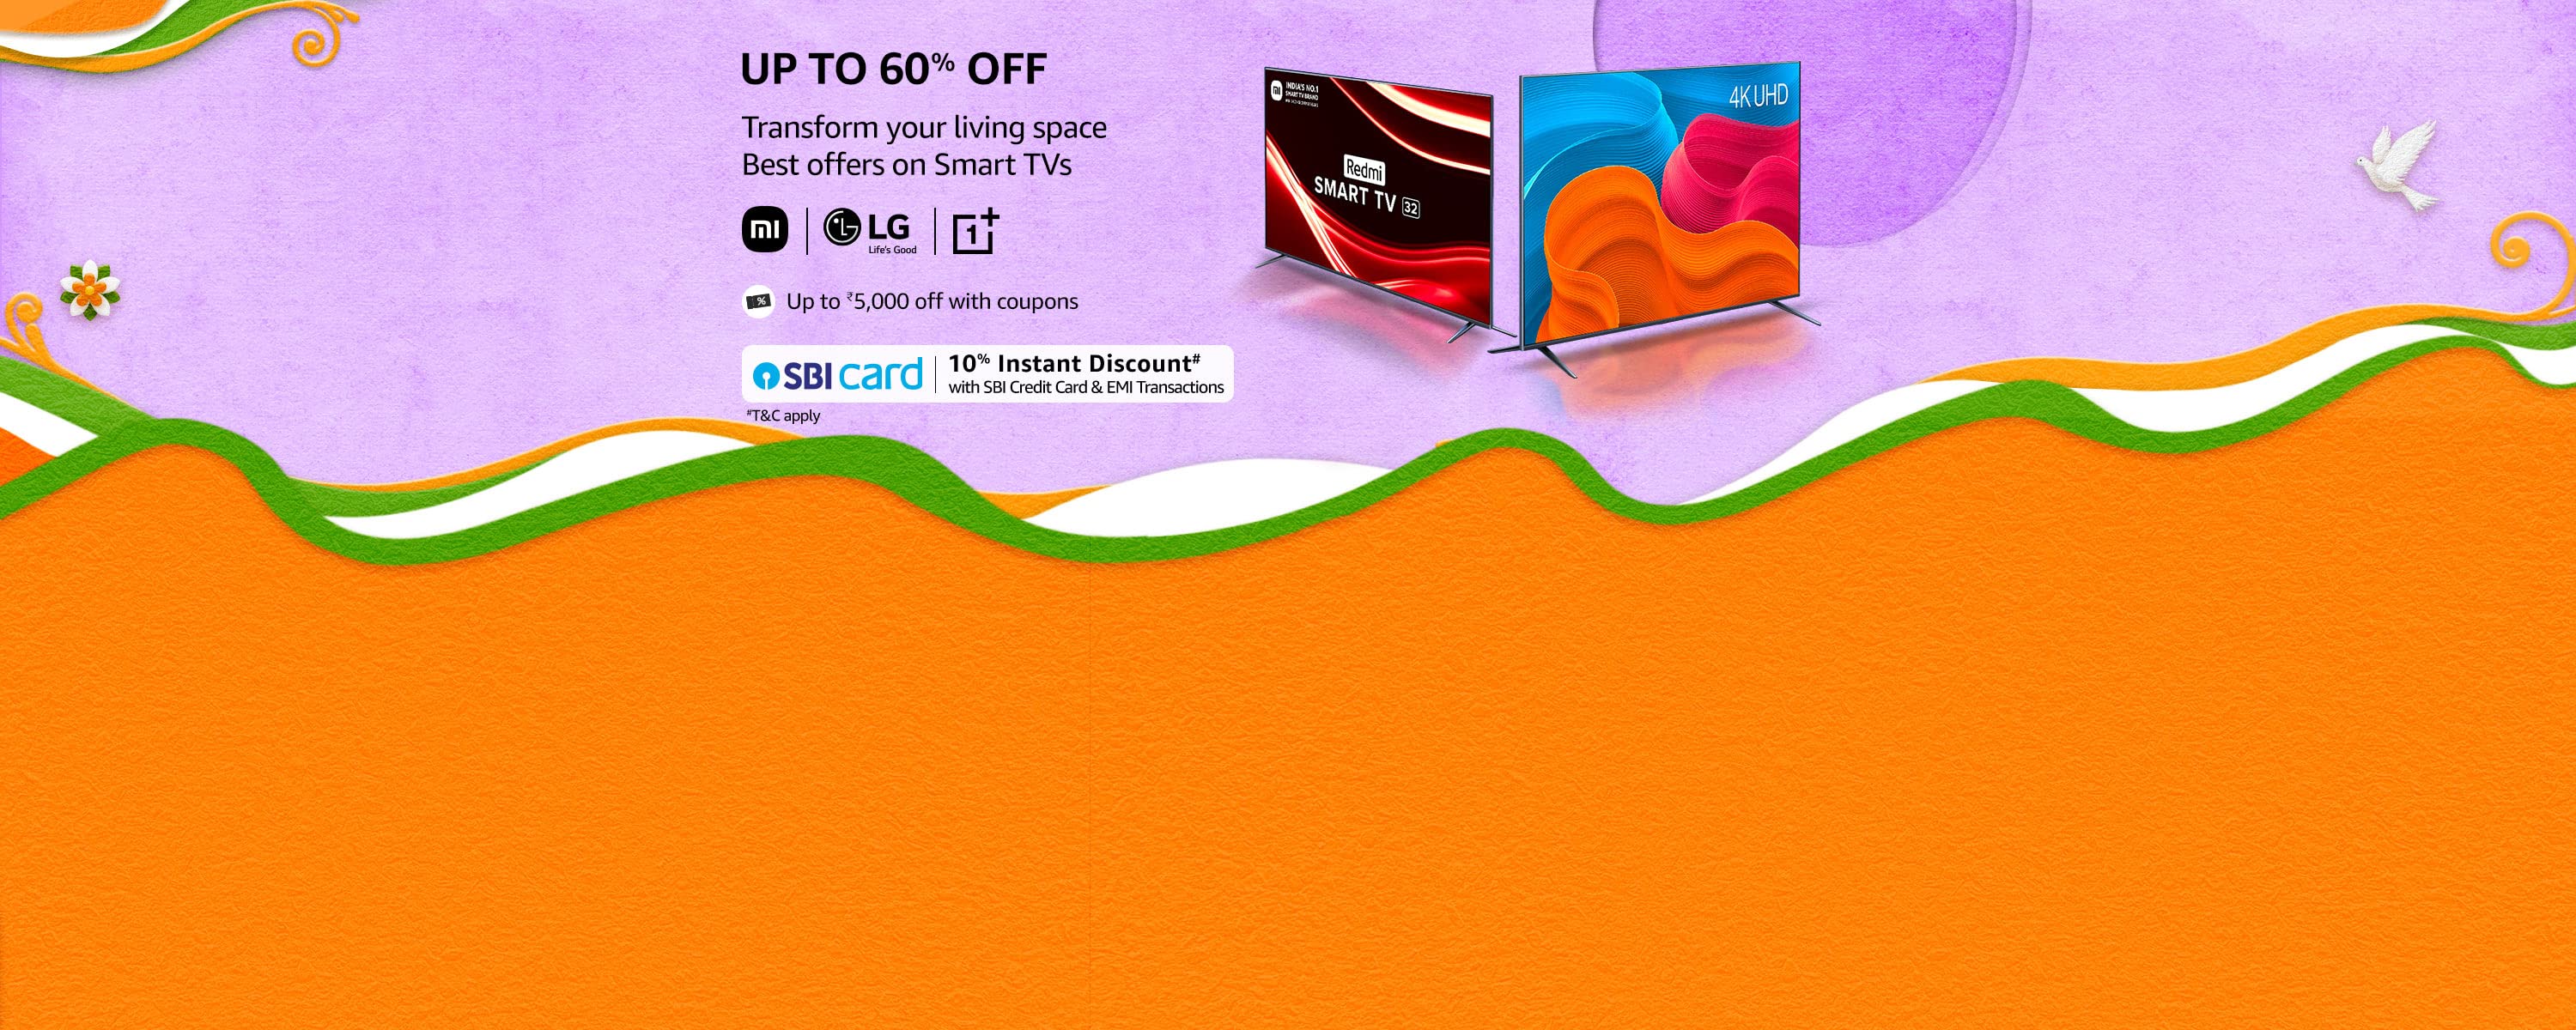 UP TO 60% OFF
Transform your living space
Best offers on Smart TVs
mi
LG
Life's Good
1+
% Up to ₹5,000 off with coupons
SBI card
10% Instant Discount#
with SBI Credit Card & EMI Transactions
#T&C apply
mi INDIA'S NO.1
SMART TV BRAND
Redmi
SMART TV 32
4K UHD